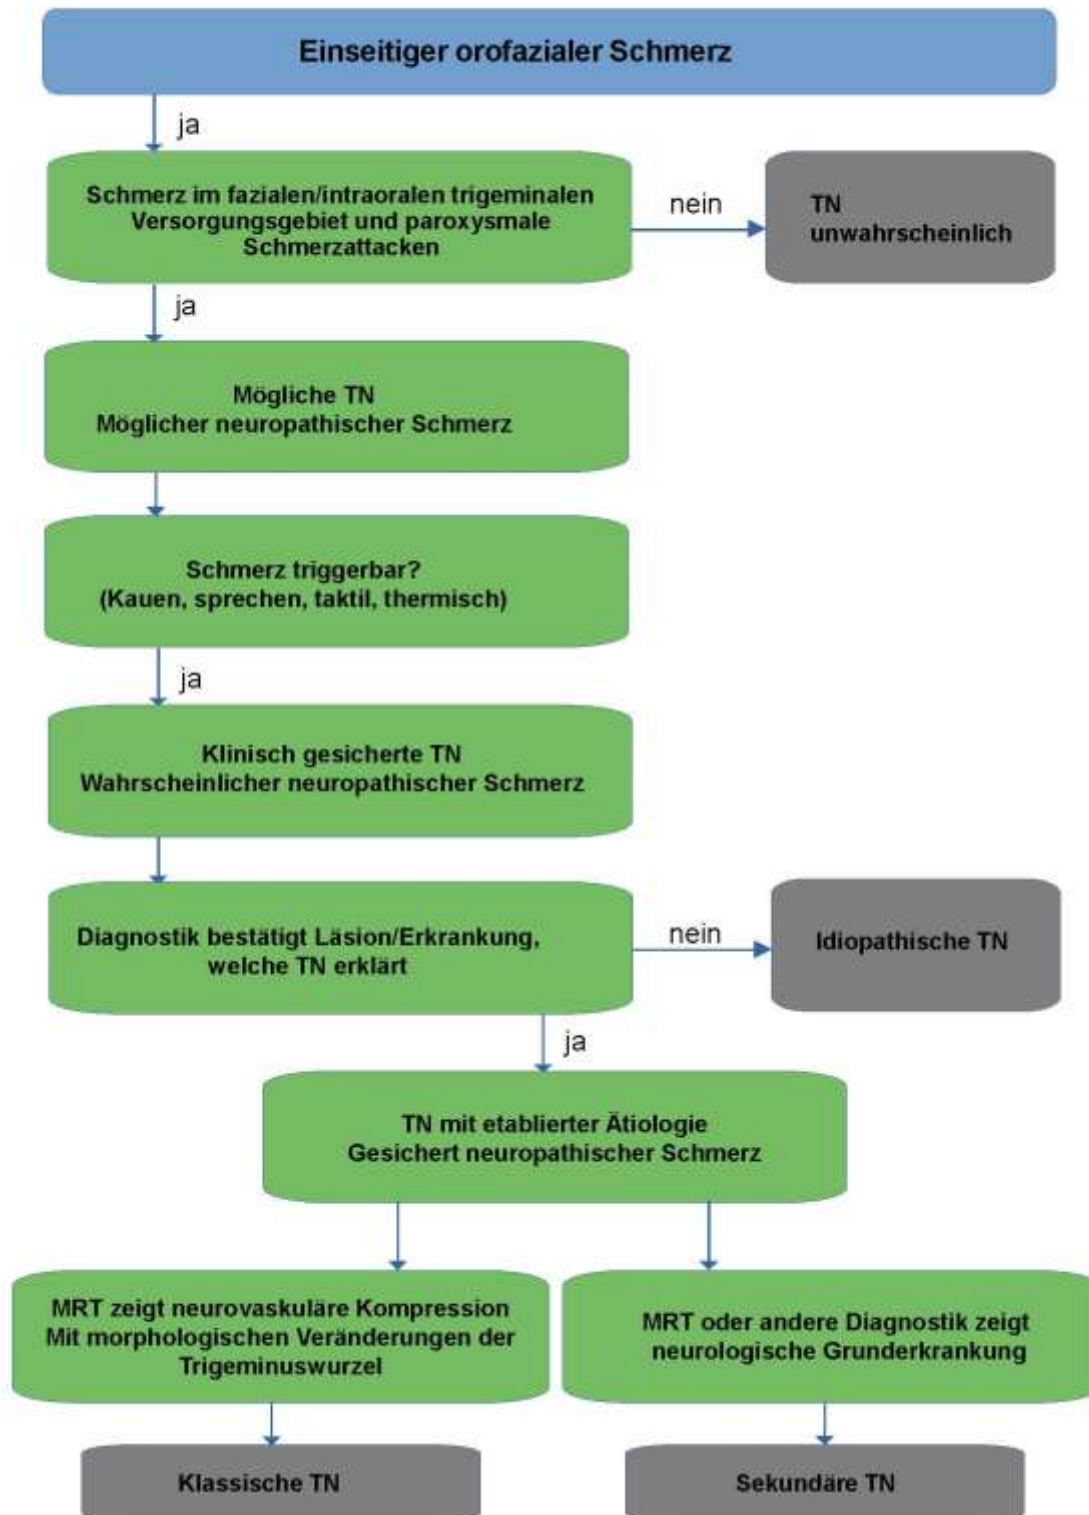 Einseitiger orofazialer Schmerz
ja
Schmerz im fazialen/intraoralen trigeminalen
Versorgungsgebiet und paroxysmale
Schmerzattacken
nein
TN
unwahrscheinlich
ja
Mögliche TN
Möglicher neuropathischer Schmerz
Schmerz triggerbar?
(Kauen, sprechen, taktil, thermisch)
ja
Klinisch gesicherte TN
Wahrscheinlicher neuropathischer Schmerz
Diagnostik bestätigt Läsion/Erkrankung,
welche TN erklärt
nein
Idiopathische TN
ja
TN mit etablierter Ätiologie
Gesichert neuropathischer Schmerz
MRT zeigt neurovaskuläre Kompression
Mit morphologischen Veränderungen der
Trigeminuswurzel
MRT oder andere Diagnostik zeigt
neurologische Grunderkrankung
Klassische TN
Sekundäre TN